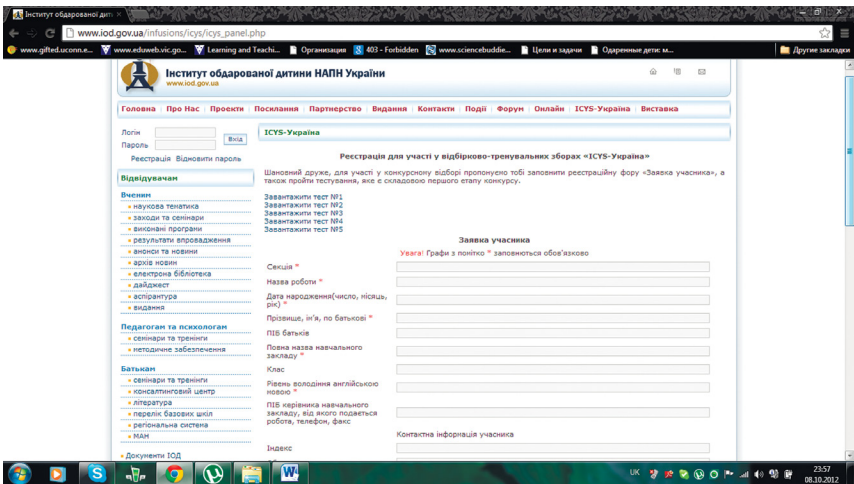 Інститут обдарованої дит
www.iod.gov.ua/infusions/icys/icys_panel.php
www.gifted.uconn.e... www.eduweb.vic.go... Learning and Teachi... Организация 403 - Forbidden www.sciencebuddie... Цели и задачи Одаренные дети: м... Другие закладки
Інститут обдарованої дитини НАПН України
www.iod.gov.ua
Головна Про Нас Проекти Посилання Партнерство Видання Контакти Події Форум Онлайн ICYS-Україна Виставка
Логін
Пароль
Вхід
Реєстрація Відновити пароль
Відвідувачам
Вченим
наукова тематика
заходи та семінари
виконані програми
результати впровадження
анонси та новини
архів новин
електрона бібліотека
дайджест
аспірантура
видання
Педагогам та психологам
семінари та тренінги
методичне забезпечення
Батькам
семінари та тренінги
консалтинговий центр
література
перелік базових шкіл
регіональна система
МАН
Документи ІОД
ICYS-Україна
Реєстрація для участі у відбірково-тренувальних зборах «ICYS-Україна»
Шановний друже, для участі у конкурсному відборі пропонуємо тобі заповнити реєстраційну фору «Заявка учасника», а
також пройти тестування, яке є складовою першого етапу конкурсу.
Завантажити тест №1
Завантажити тест №2
Завантажити тест №3
Завантажити тест №4
Завантажити тест №5
Заявка учасника
Увага! Графи з понітко * заповнюються обов'язково
Секція *
Назва роботи *
Дата народження(число, місяць,
рік) *
Прізвище, ім'я, по батькові *
ПІБ батьків
Повна назва навчального
закладу *
Клас
Рівень володіння англійською
мовою *
ПІБ керівника навчального
закладу, від якого подається
робота, телефон, факс
Контактна інформація учасника
Індекс
UK
23:57
08.10.2012